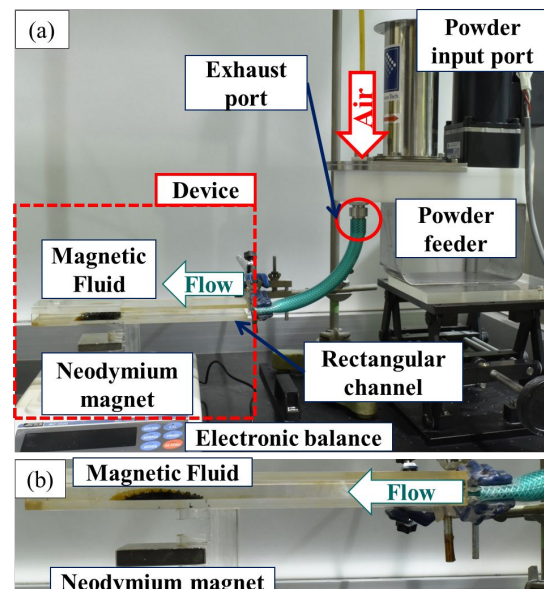 (a)
Powder
input port
Exhaust
port
Air
Device
Powder
feeder
Magnetic
Fluid
Flow
Neodymium
magnet
Rectangular
channel
Electronic balance
(b)
Magnetic Fluid
Flow
Neodymium magnet